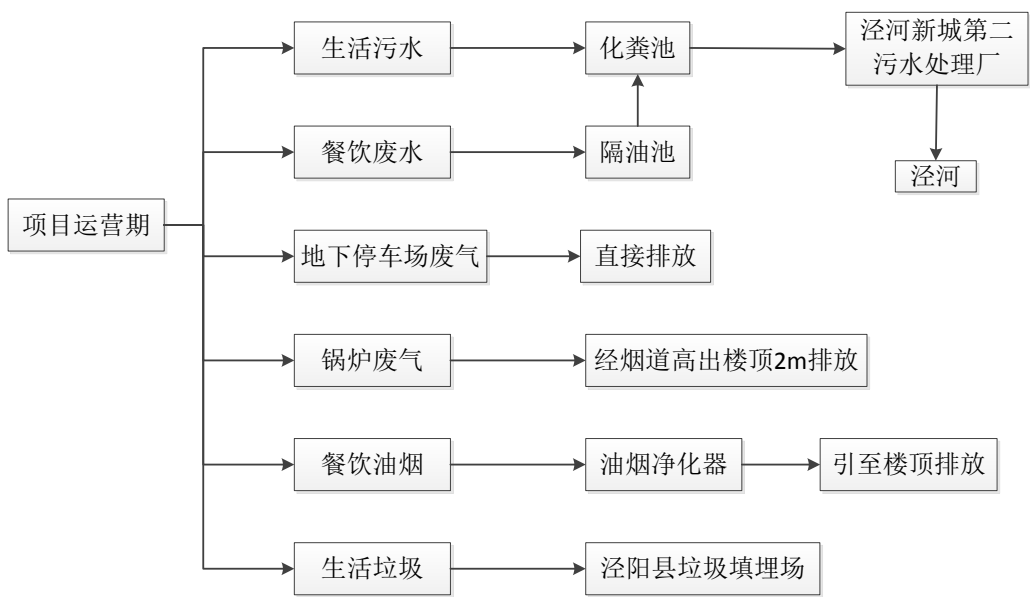 生活污水
化粪池
泾河新城第二
污水处理厂
餐饮废水
隔油池
泾河
项目运营期
地下停车场废气
直接排放
锅炉废气
经烟道高出楼顶2m排放
餐饮油烟
油烟净化器
引至楼顶排放
生活垃圾
泾阳县垃圾填埋场